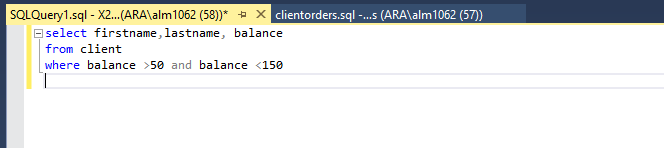 SQLQuery1.sql - X2...(ARA\alm1062 (58))* clientorders.sql -...s (ARA\alm1062 (57))
select firstname,lastname, balance
from client
where balance >50 and balance <150